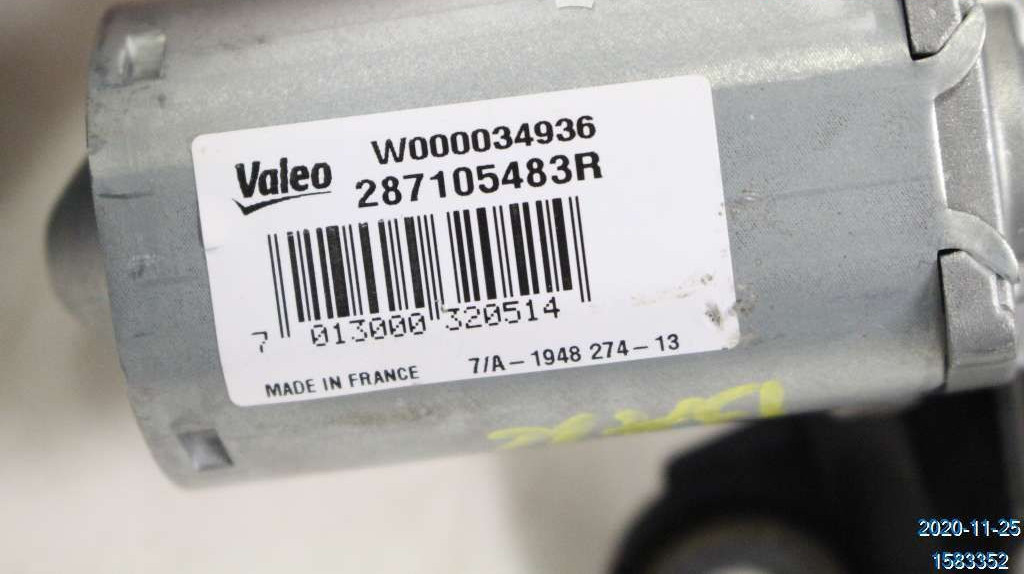 Valeo
W000034936
287105483R
7 013000 320514
MADE IN FRANCE
7/A-1948 274-13
2020-11-25
1583352